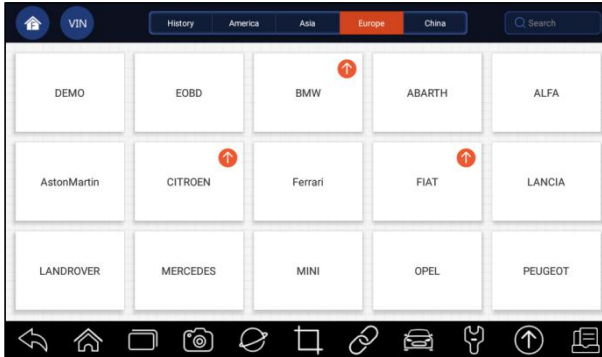 VIN
History America Asia Europe China
Search
DEMO EOBD BMW ABARTH ALFA
AstonMartin CITROEN Ferrari FIAT LANCIA
LANDROVER MERCEDES MINI OPEL PEUGEOT